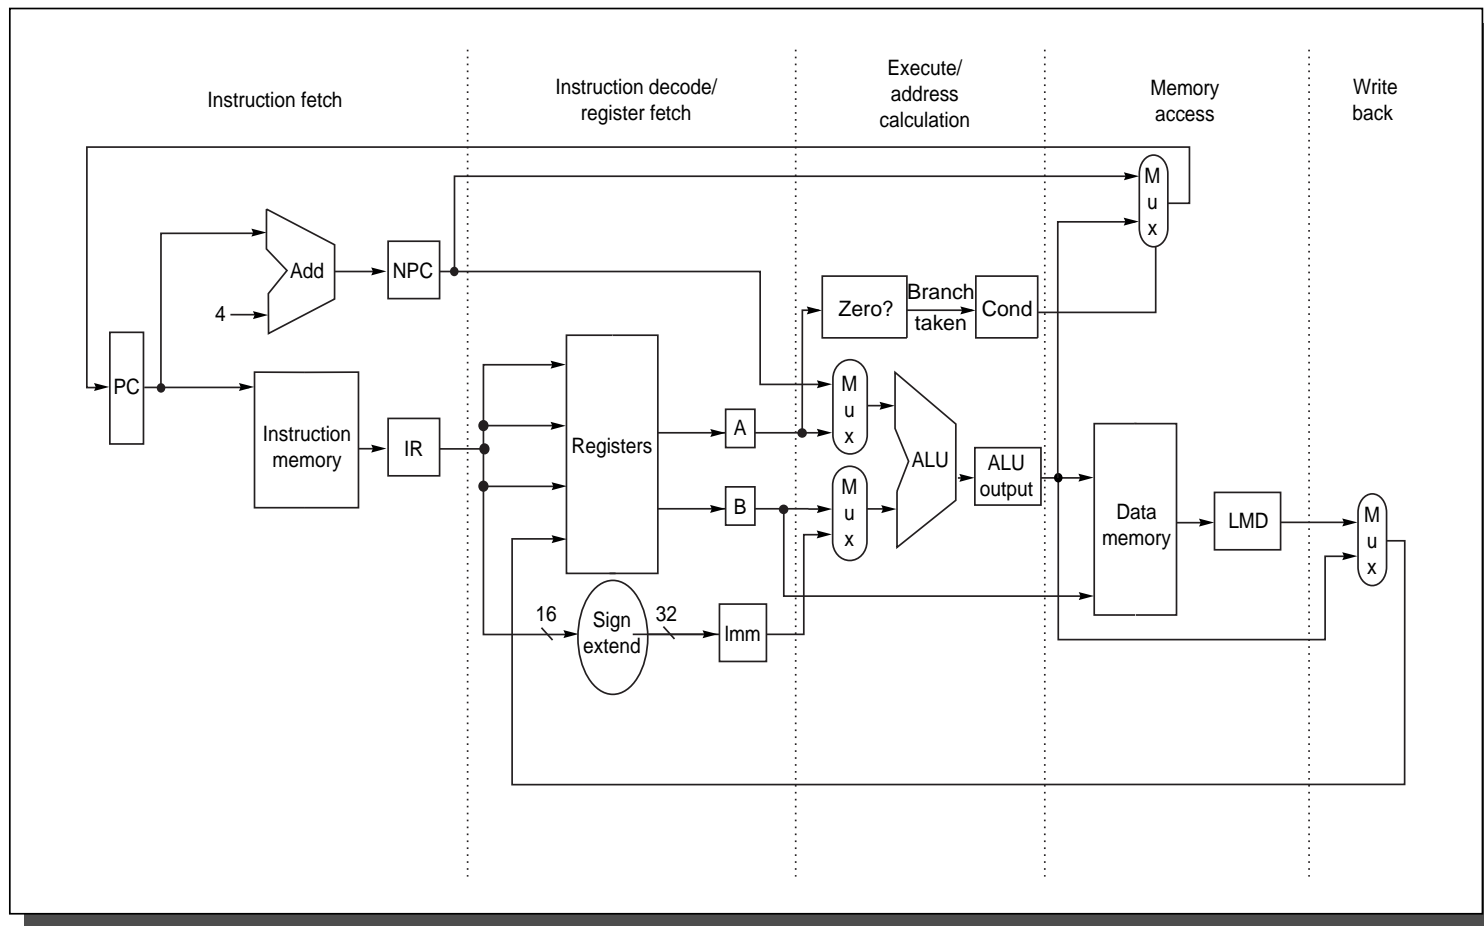 Instruction fetch
Instruction decode/
register fetch
Execute/
address
calculation
Memory
access
Write
back
M
u
x
Add
NPC
4
Zero?
Branch
taken
Cond
PC
Instruction
memory
IR
Registers
A
B
M
u
x
M
u
x
ALU
ALU
output
Data
memory
LMD
M
u
x
16
Sign
extend
32
Imm